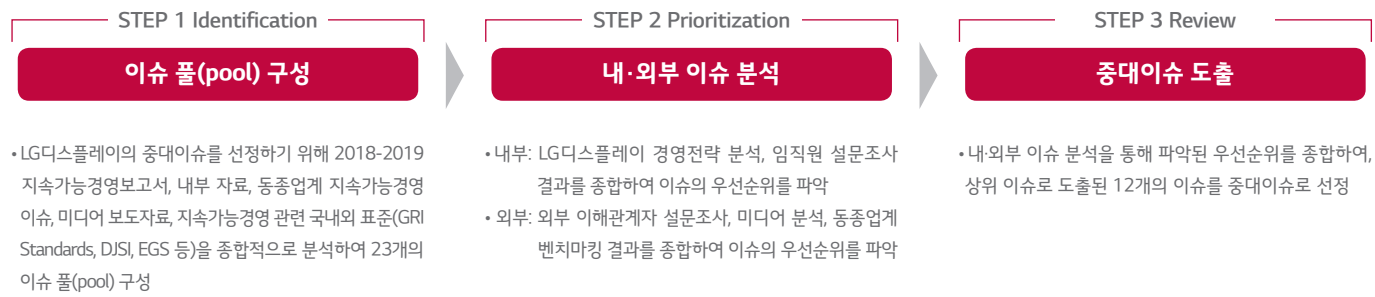 STEP 1 Identification
이슈 풀(pool) 구성
• LG디스플레이의 중대이슈를 선정하기 위해 2018-2019
지속가능경영보고서, 내부 자료, 동종업계 지속가능경영
이슈, 미디어 보도자료, 지속가능경영 관련 국내외 표준(GRI
Standards, DJSI, EGS 등)을 종합적으로 분석하여 23개의
이슈 풀(pool) 구성
STEP 2 Prioritization
내·외부 이슈 분석
• 내부: LG디스플레이 경영전략 분석, 임직원 설문조사
결과를 종합하여 이슈의 우선순위를 파악
• 외부: 외부 이해관계자 설문조사, 미디어 분석, 동종업계
벤치마킹 결과를 종합하여 이슈의 우선순위를 파악
STEP 3 Review
중대이슈 도출
• 내·외부 이슈 분석을 통해 파악된 우선순위를 종합하여,
상위 이슈로 도출된 12개의 이슈를 중대이슈로 선정